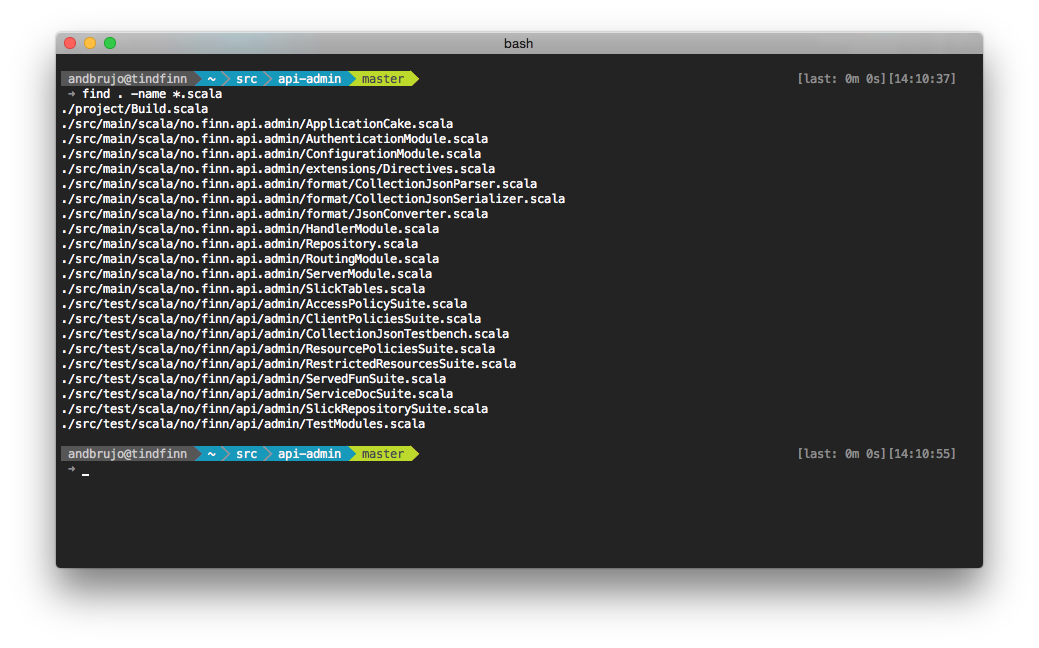 bash
andbrujo@tindfinn ~ src api-admin master [last: 0m 0s][14:10:37]
➜ find . -name *.scala
./project/Build.scala
./src/main/scala/no.finn.api.admin/ApplicationCake.scala
./src/main/scala/no.finn.api.admin/AuthenticationModule.scala
./src/main/scala/no.finn.api.admin/ConfigurationModule.scala
./src/main/scala/no.finn.api.admin/extensions/Directives.scala
./src/main/scala/no.finn.api.admin/format/CollectionJsonParser.scala
./src/main/scala/no.finn.api.admin/format/CollectionJsonSerializer.scala
./src/main/scala/no.finn.api.admin/format/JsonConverter.scala
./src/main/scala/no.finn.api.admin/HandlerModule.scala
./src/main/scala/no.finn.api.admin/Repository.scala
./src/main/scala/no.finn.api.admin/RoutingModule.scala
./src/main/scala/no.finn.api.admin/ServerModule.scala
./src/main/scala/no.finn.api.admin/SlickTables.scala
./src/test/scala/no/finn/api/admin/AccessPolicySuite.scala
./src/test/scala/no/finn/api/admin/ClientPoliciesSuite.scala
./src/test/scala/no/finn/api/admin/CollectionJsonTestbench.scala
./src/test/scala/no/finn/api/admin/ResourcePoliciesSuite.scala
./src/test/scala/no/finn/api/admin/RestrictedResourcesSuite.scala
./src/test/scala/no/finn/api/admin/ServedFunSuite.scala
./src/test/scala/no/finn/api/admin/ServiceDocSuite.scala
./src/test/scala/no/finn/api/admin/SlickRepositorySuite.scala
./src/test/scala/no/finn/api/admin/TestModules.scala
andbrujo@tindfinn ~ src api-admin master [last: 0m 0s][14:10:55]
➜ _